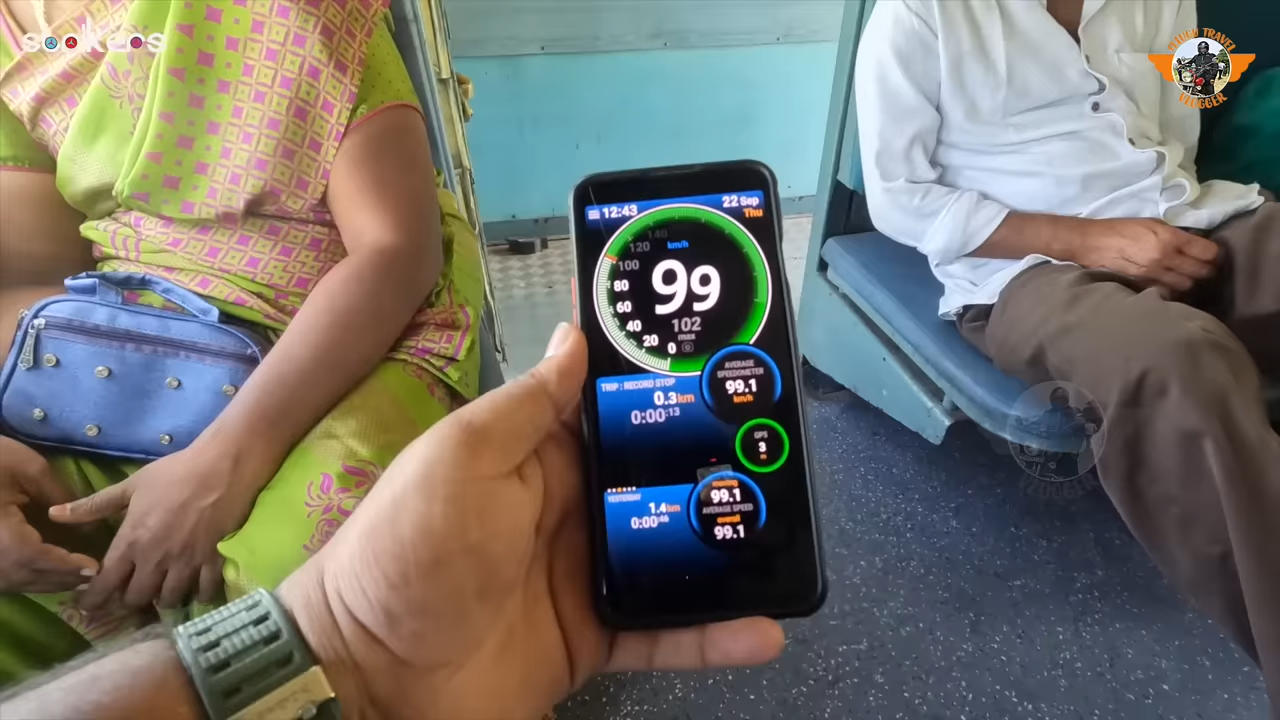 12:43
22 Sep
Thu
140
120
km/h
100
99
80
60
40
102
20
max
0
AVERAGE
SPEEDOMETER
99.1
km/h
TRIP : RECORD STOP
0.3km
0:00:13
GPS
3
m
moving
99.1
YESTERDAY
1.4km
AVERAGE SPEED
0:00:46
overall
99.1
TRAVEL
VLOGGER